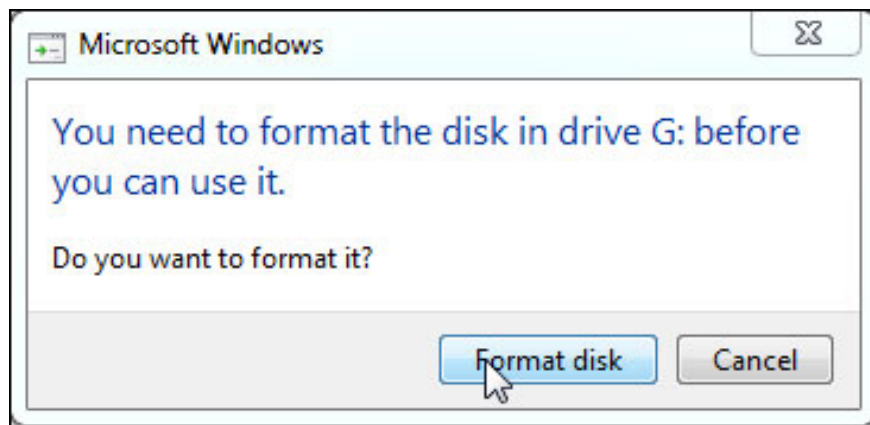 Microsoft Windows
You need to format the disk in drive G: before
you can use it.
Do you want to format it?
Format disk
Cancel